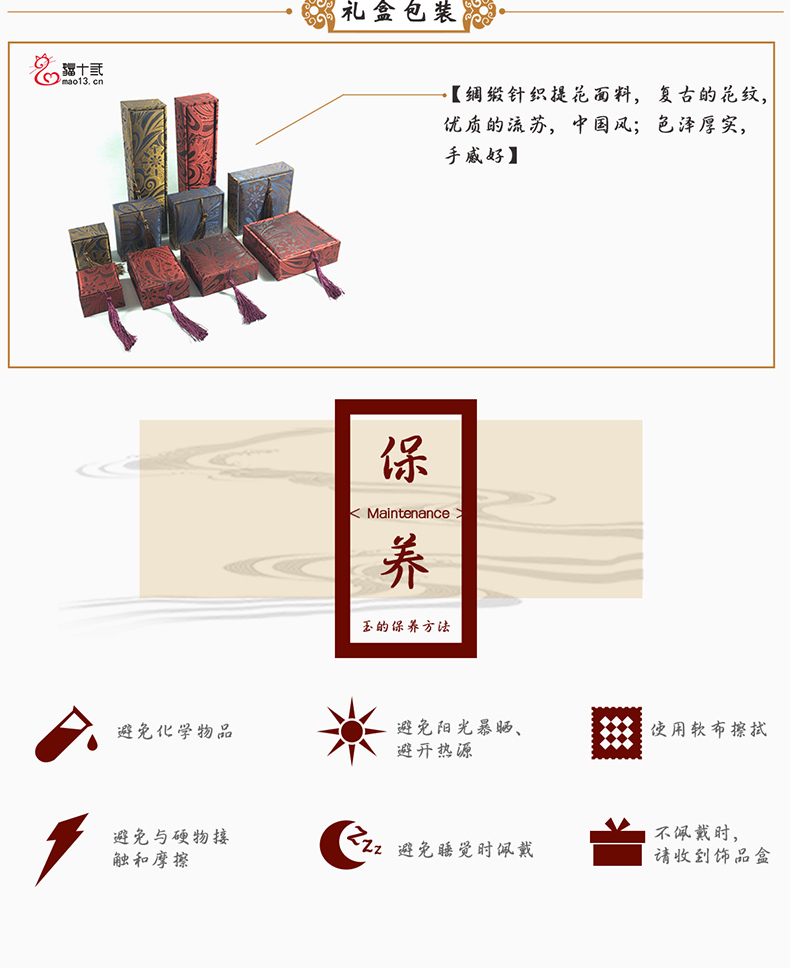 礼盒包装
猫十贰
mao13.cn
【绸缎针织提花面料，复古的花纹，
优质的流苏，中国风；色泽厚实，
手感好】
保
< Maintenance >
养
玉的保养方法
避免化学物品
避免阳光暴晒、
避开热源
使用软布擦拭
避免与硬物接
触和摩擦
zzz
避免睡觉时佩戴
不佩戴时，
请收到饰品盒